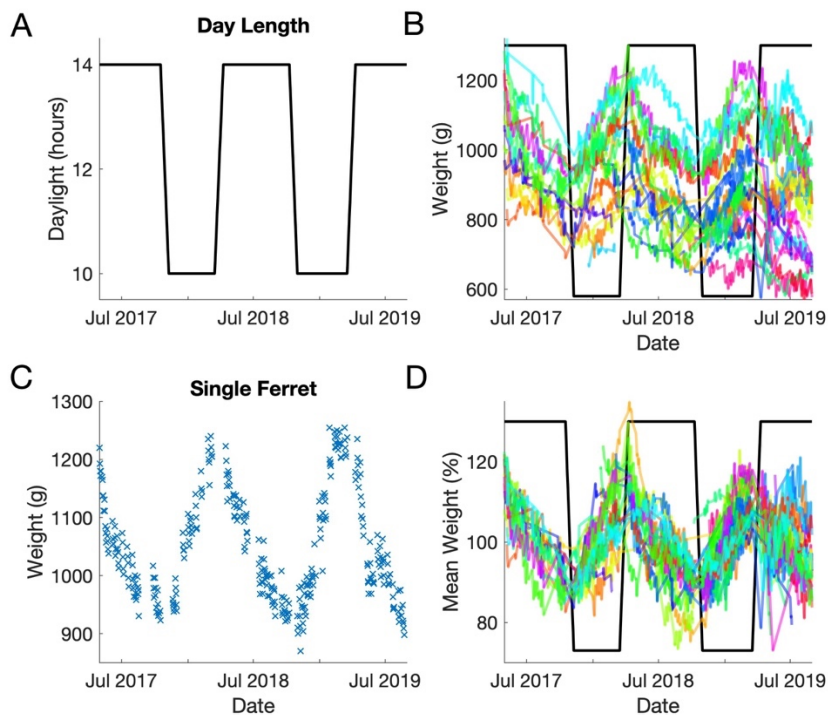 A
Day Length
Daylight (hours)
14
12
10
Jul 2017
Jul 2018
Jul 2019
B
Weight (g)
1200
1000
800
600
Jul 2017
Jul 2018
Jul 2019
Date
C
Single Ferret
Weight (g)
1300
1200
1100
1000
900
Jul 2017
Jul 2018
Jul 2019
Date
D
Mean Weight (%)
120
100
80
Jul 2017
Jul 2018
Jul 2019
Date